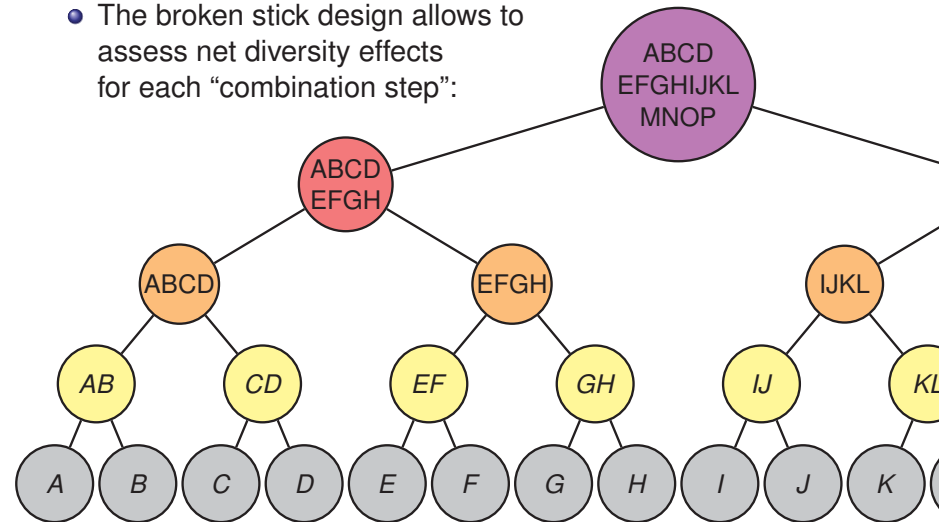 The broken stick design allows to
assess net diversity effects
for each “combination step”:
ABCD
EFGHIJKL
MNOP
ABCD
EFGH
ABCD
EFGH
IJKL
AB
CD
EF
GH
IJ
KL
A
B
C
D
E
F
G
H
I
J
K